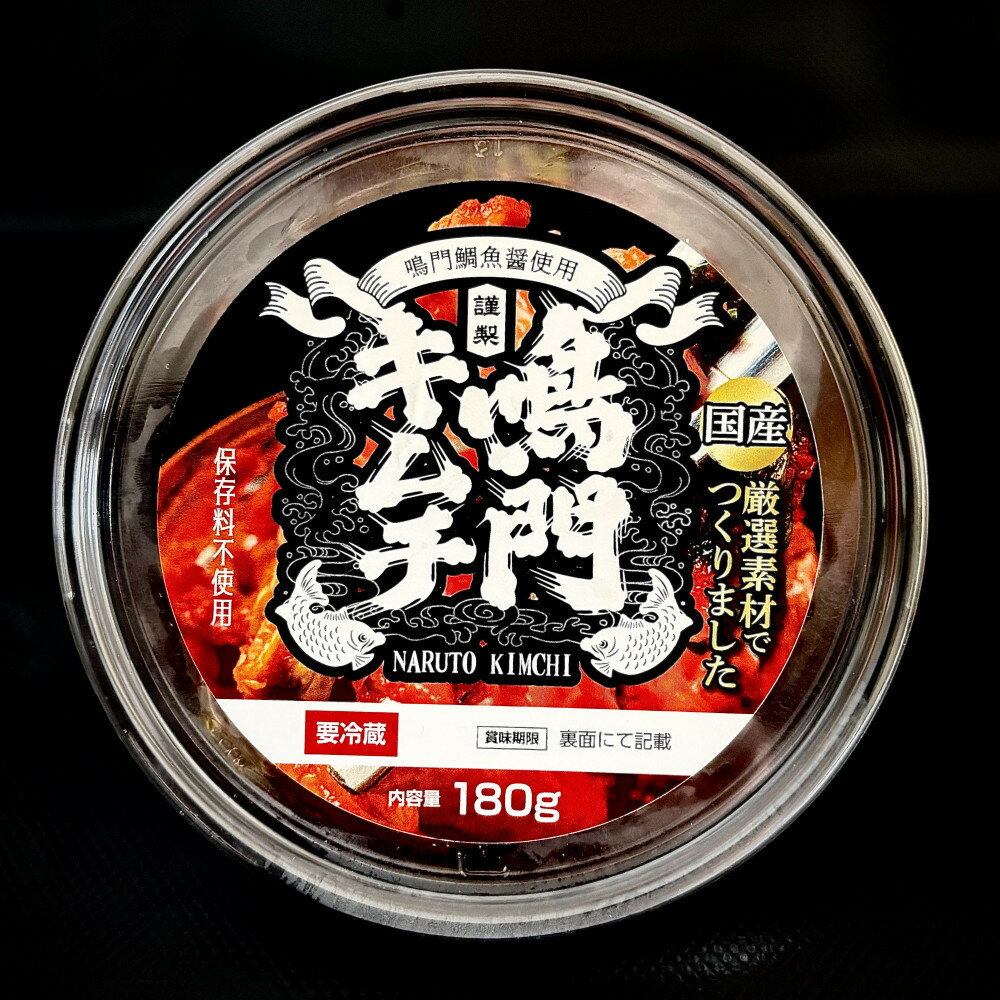 鳴門鯛魚醤使用
謹製
鳴門
キムチ
NARUTO KIMCHI
国産
厳選素材で
つくりました
保存料不使用
要冷蔵
賞味期限 裏面にて記載
内容量 180g